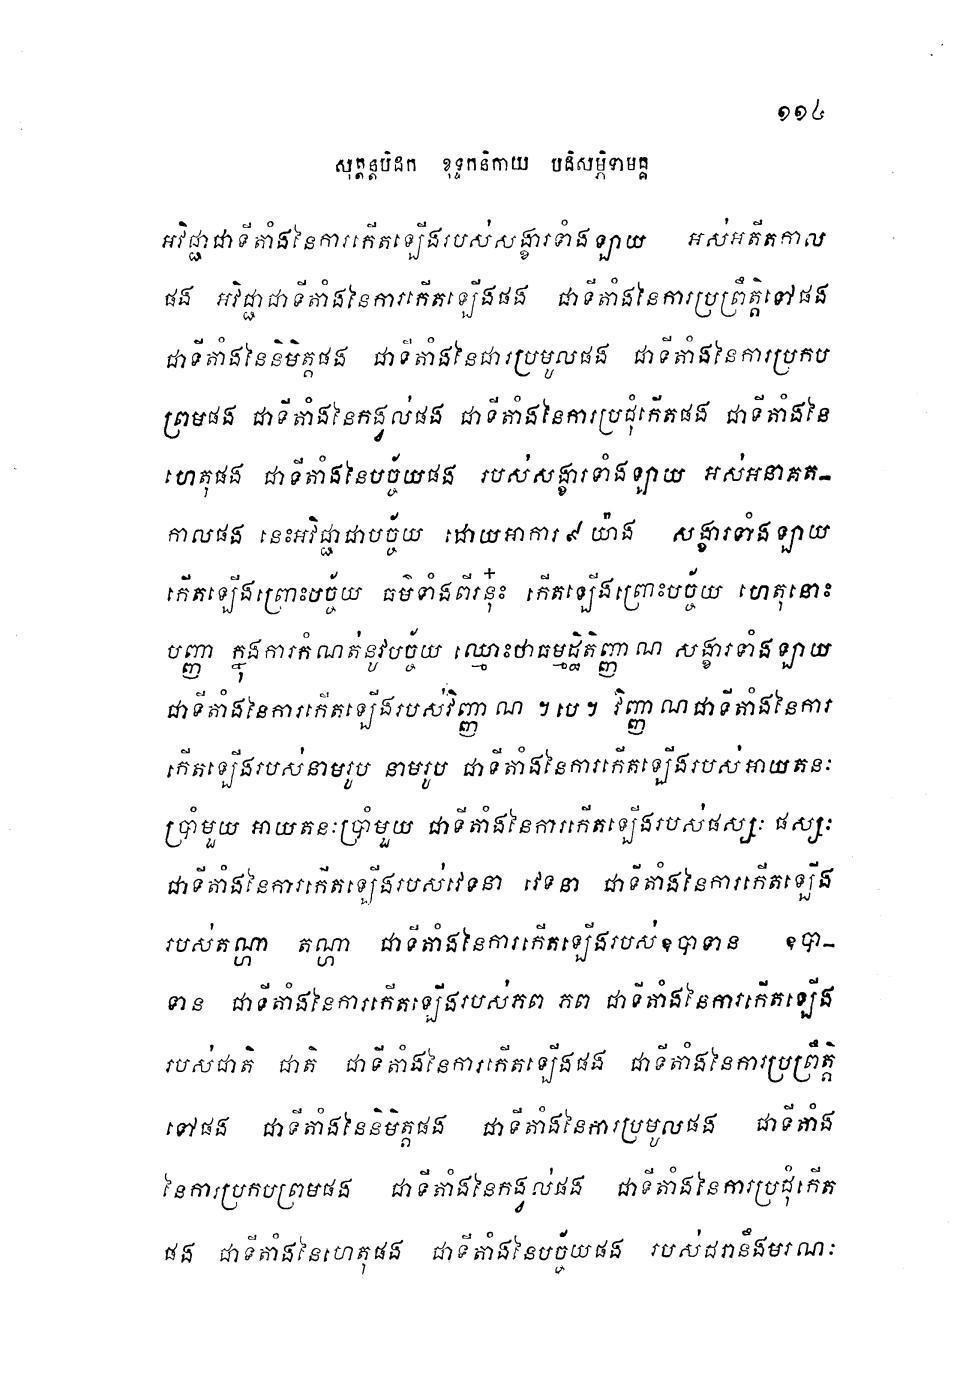 ១១៤
សុត្តន្តបិដក ខុទ្ទកនិកាយ បដិសម្ភិទាមគ្គ
អវិជ្ជាជាទីតាំងនៃការកើតឡើងរបស់សង្ខារទាំងឡាយ អស់អតីតកាល
ផង អវិជ្ជាជាទីតាំងនៃការកើតឡើងផង ជាទីតាំងនៃការប្រព្រឹត្តិទៅផង
ជាទីតាំងនៃនិមិត្តផង ជាទីតាំងនៃជារប្រមូលផង ជាទីតាំងនៃការប្រកប
ព្រមផង ជាទីតាំងនៃកង្វល់ផង ជាទីតាំងនៃការប្រជុំកើតផង ជាទីតាំងនៃ
ហេតុផង ជាទីតាំងនៃបច្ច័យផង របស់សង្ខារទាំងឡាយ អស់អនាគត-
កាលផង នេះអវិជ្ជាជាបច្ច័យ ដោយអាការ ៩ យ៉ាង សង្ខារទាំងឡាយ
កើតឡើងព្រោះបច្ច័យ ធម៌ទាំងពីរនុ៎ះ កើតឡើងព្រោះបច្ច័យ ហេតុនោះ
បញ្ញា ក្នុងការកំណត់នូវបច្ច័យ ឈ្មោះថាធម្មដ្ឋិតិញ្ញាណ សង្ខារទាំងឡាយ
ជាទីតាំងនៃការកើតឡើងរបស់វិញ្ញាណ ។បេ។ វិញ្ញាណជាទីតាំងនៃការ
កើតឡើងរបស់នាមរូប នាមរូប ជាទីតាំងនៃការកើតឡើងរបស់អាយតនៈ
ប្រាំមួយ អាយតនៈប្រាំមួយ ជាទីតាំងនៃការកើតឡើងរបស់ផស្សៈ ផស្សៈ
ជាទីតាំងនៃការកើតឡើងរបស់វេទនា វេទនា ជាទីតាំងនៃការកើតឡើង
របស់តណ្ហា តណ្ហា ជាទីតាំងនៃការកើតឡើងរបស់ឧបាទាន ឧបា-
ទាន ជាទីតាំងនៃការកើតឡើងរបស់ភព ភព ជាទីតាំងនៃការកើតឡើង
របស់ជាតិ ជាតិ ជាទីតាំងនៃការកើតឡើងផង ជាទីតាំងនៃការប្រព្រឹត្តិ
ទៅផង ជាទីតាំងនៃនិមិត្តផង ជាទីតាំងនៃការប្រមូលផង ជាទីតាំង
នៃការប្រកបព្រមផង ជាទីតាំងនៃកង្វល់ផង ជាទីតាំងនៃការប្រជុំកើត
ផង ជាទីតាំងនៃហេតុផង ជាទីតាំងនៃបច្ច័យផង របស់ជរានឹងមរណៈ